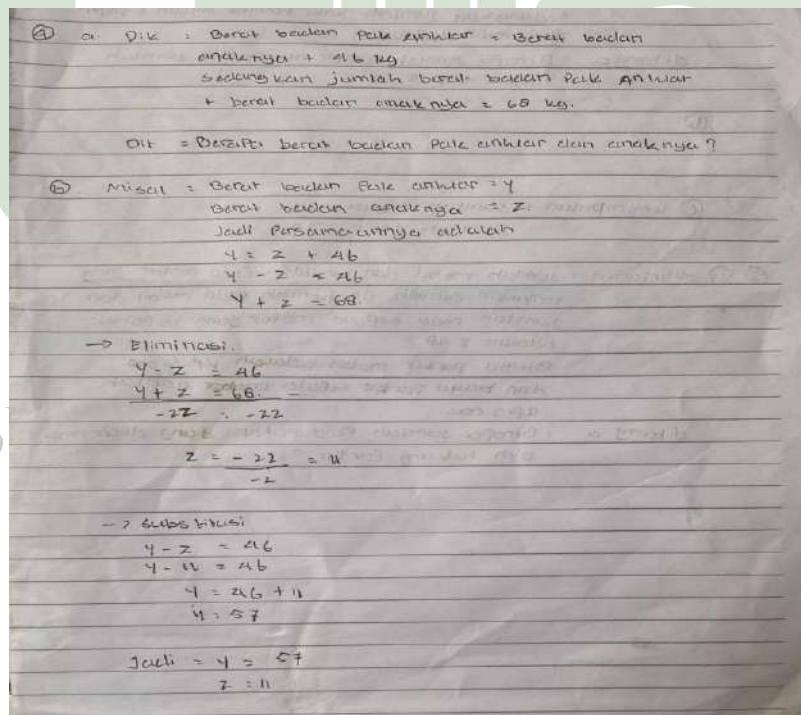 ④ a. Dik : Berat badan Pak Anwar = Berat badan
anaknya + 46 kg
Sedangkan jumlah berat badan Pak Anwar
+ berat badan anaknya = 68 kg.
Dit = Berapa berat badan Pak anwar dan anaknya?
ⓑ Misal : Berat badan Pak anwar = y
Berat badan anaknya = z.
Jadi Persamaannya adalah
y = z + 46
y - z = 46
y + z = 68.
→ Eliminasi.
y - z = 46
y + z = 68. -
-2z = -22
z = -22 = 11
-2
→ Substitusi
y - z = 46
y - 11 = 46
y = 46 + 11
y = 57
Jadi = y = 57
z = 11